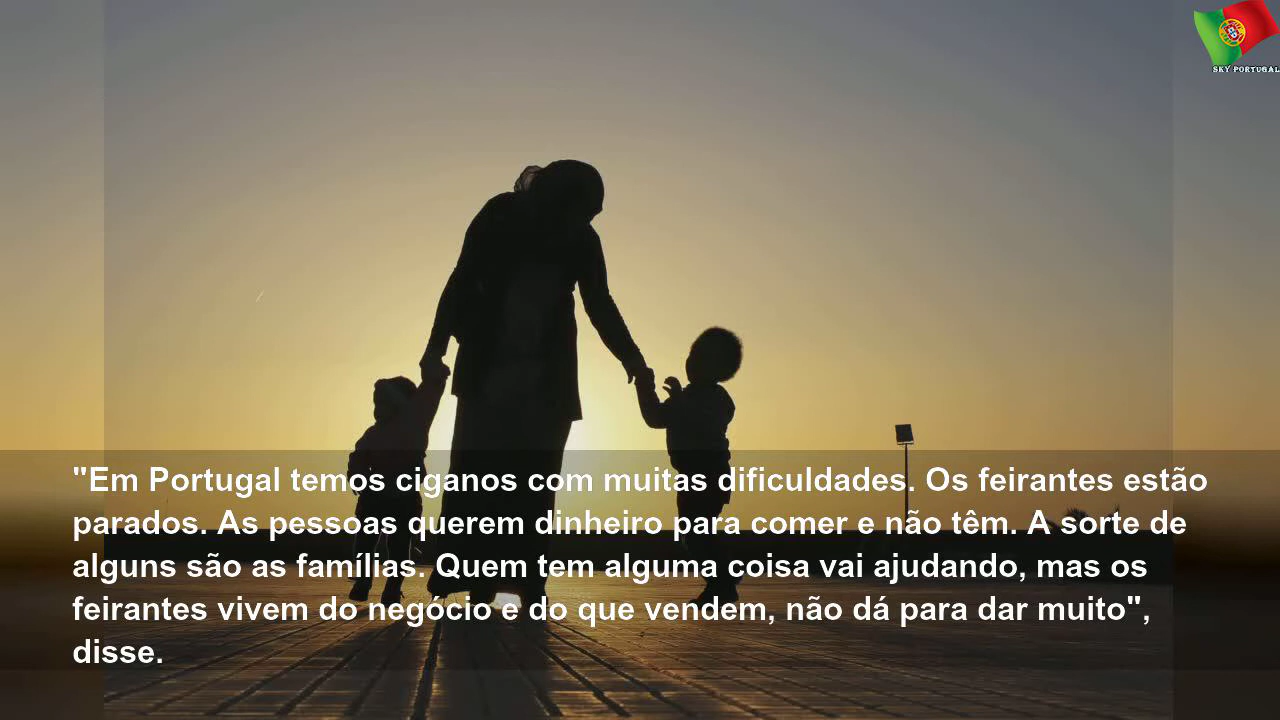 SKY PORTUGAL
"Em Portugal temos ciganos com muitas dificuldades. Os feirantes estão
parados. As pessoas querem dinheiro para comer e não têm. A sorte de
alguns são as famílias. Quem tem alguma coisa vai ajudando, mas os
feirantes vivem do negócio e do que vendem, não dá para dar muito",
disse.